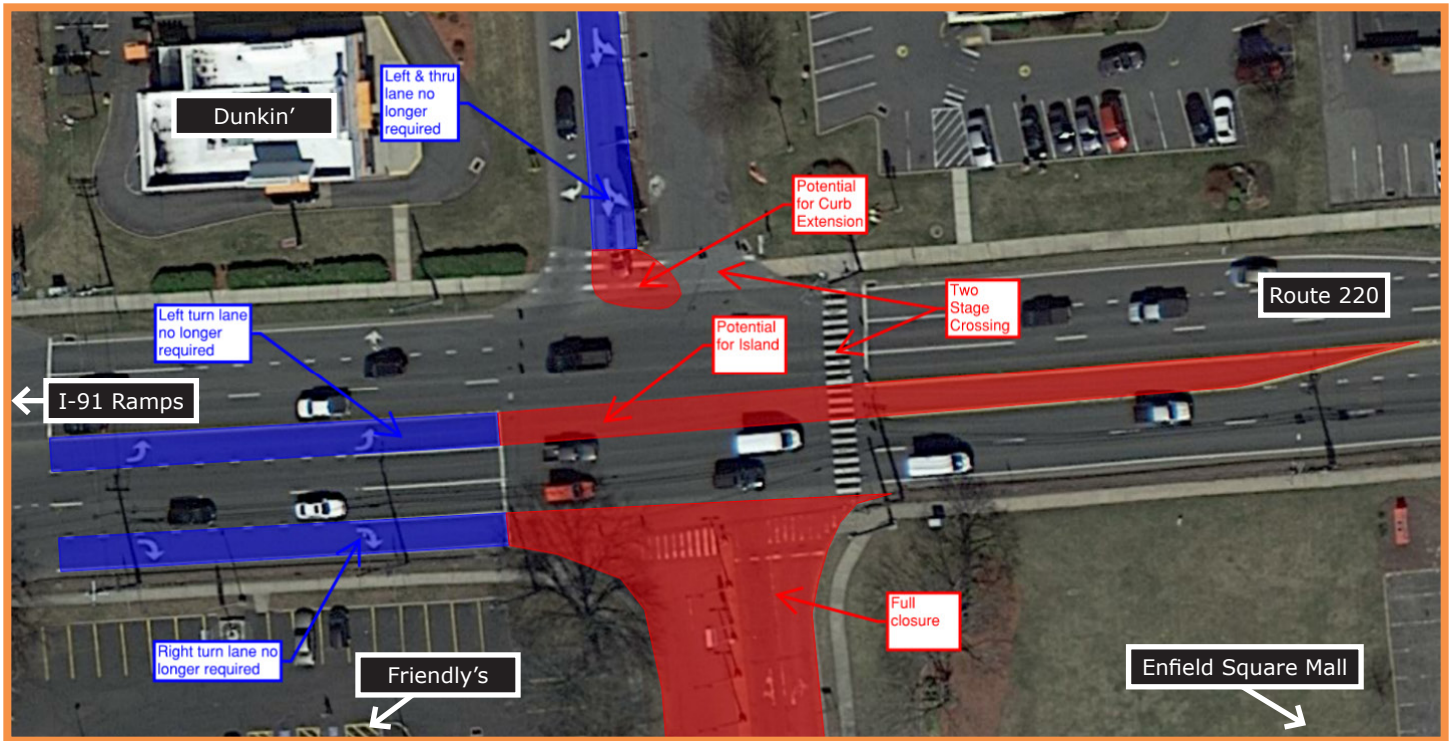 Dunkin’
Left & thru
lane no
longer
required
Potential
for Curb
Extension
Two
Stage
Crossing
Route 220
Left turn lane
no longer
required
Potential
for Island
I-91 Ramps
Full
closure
Right turn lane no
longer required
Friendly’s
Enfield Square Mall